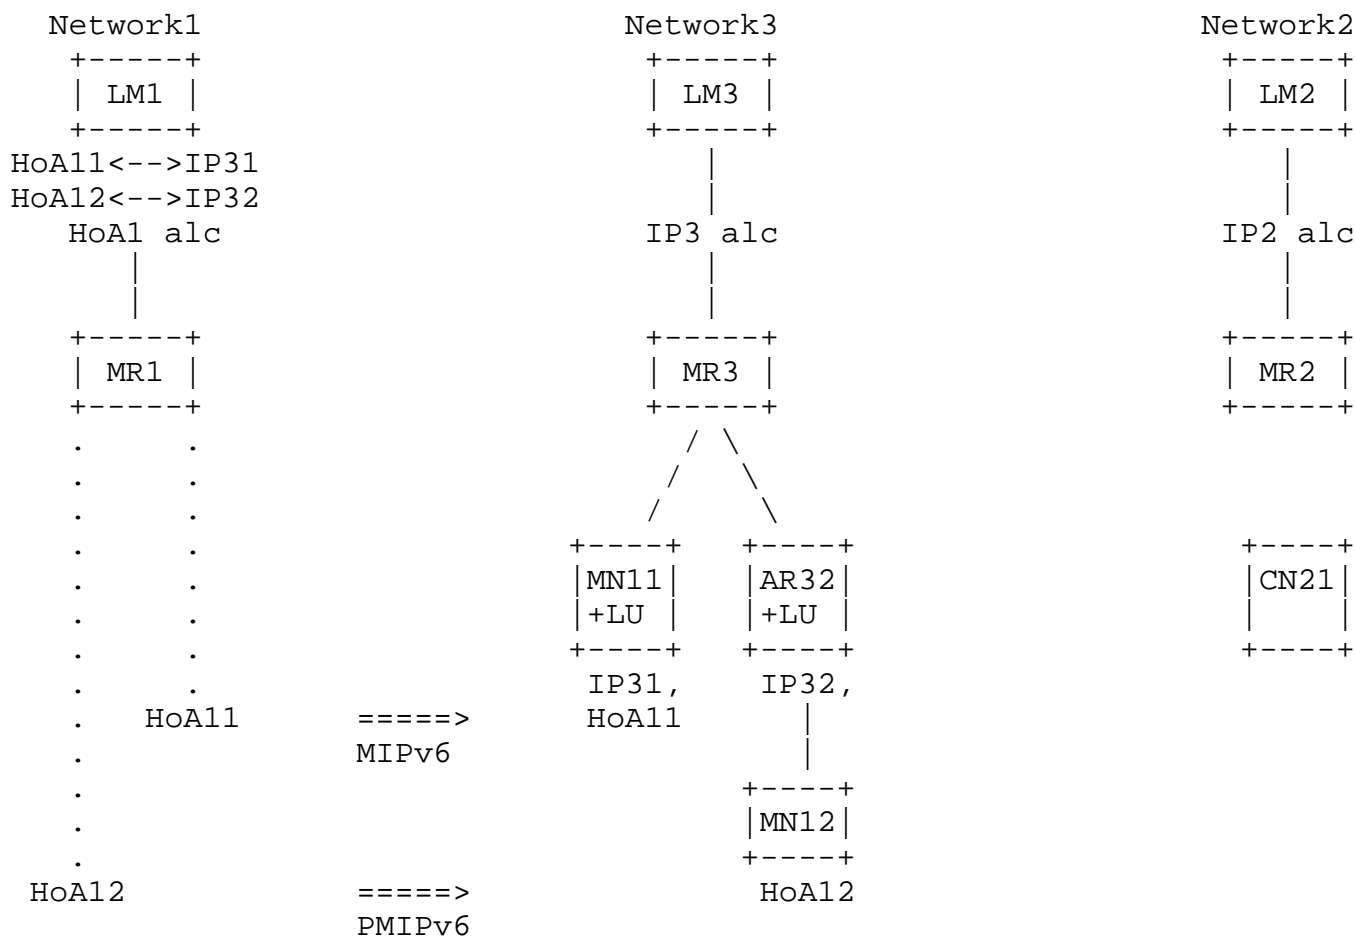 Network1                         Network3                         Network2
+-----+                          +-----+                          +-----+
| LM1 |                          | LM3 |                          | LM2 |
+-----+                          +-----+                          +-----+
HoA11<-->IP31                       |                                |
HoA12<-->IP32                       |                                |
HoA1 alc                         IP3 alc                          IP2 alc
|                                |                                |
|                                |                                |
+-----+                          +-----+                          +-----+
| MR1 |                          | MR3 |                          | MR2 |
+-----+                          +-----+                          +-----+
.      .                           / \
.      .                          /   \
.      .                         /     \
.      .                     +----+   +----+                      +----+
.      .                     |MN11|   |AR32|                      |CN21|
.      .                     |+LU |   |+LU |                      |    |
.      .                     +----+   +----+                      +----+
.      .                      IP31,    IP32,
.   HoA11      =====>         HoA11      |
.              MIPv6                     |
.                                     +----+
.                                     |MN12|
.                                     +----+
HoA12          =====>                  HoA12
PMIPv6